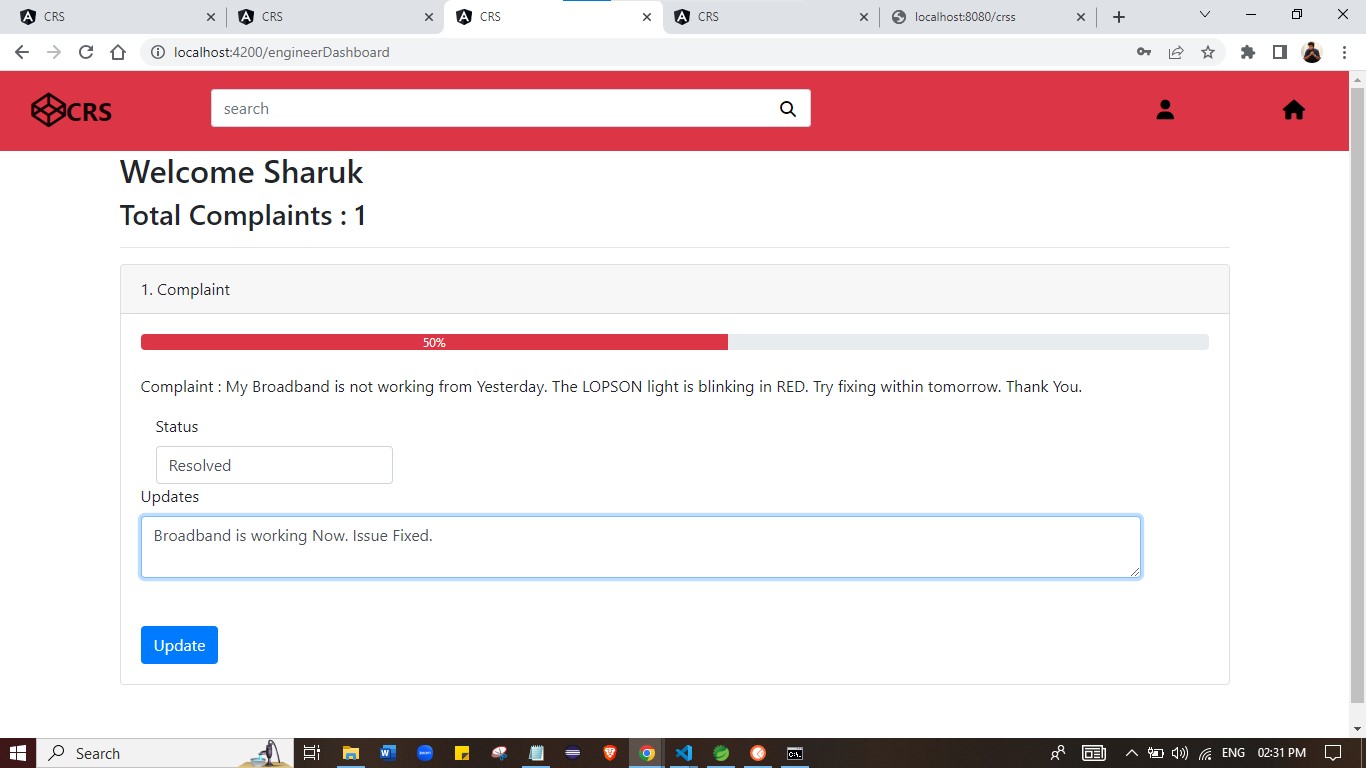 CRS
CRS
CRS
CRS
localhost:8080/crss
localhost:4200/engineerDashboard
CRS
search
Welcome Sharuk
Total Complaints : 1
1. Complaint
50%
Complaint : My Broadband is not working from Yesterday. The LOPSON light is blinking in RED. Try fixing within tomorrow. Thank You.
Status
Resolved
Updates
Broadband is working Now. Issue Fixed.
Update
Search
ENG
02:31 PM